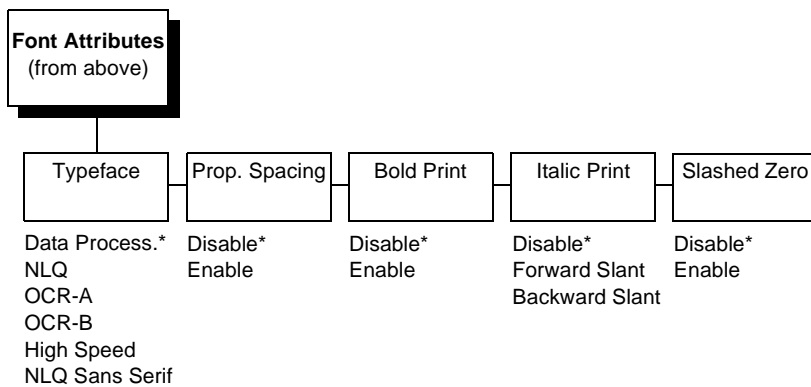 Font Attributes
(from above)
Typeface
Prop. Spacing
Bold Print
Italic Print
Slashed Zero
Data Process.*
NLQ
OCR-A
OCR-B
High Speed
NLQ Sans Serif
Disable*
Enable
Disable*
Enable
Disable*
Forward Slant
Backward Slant
Disable*
Enable